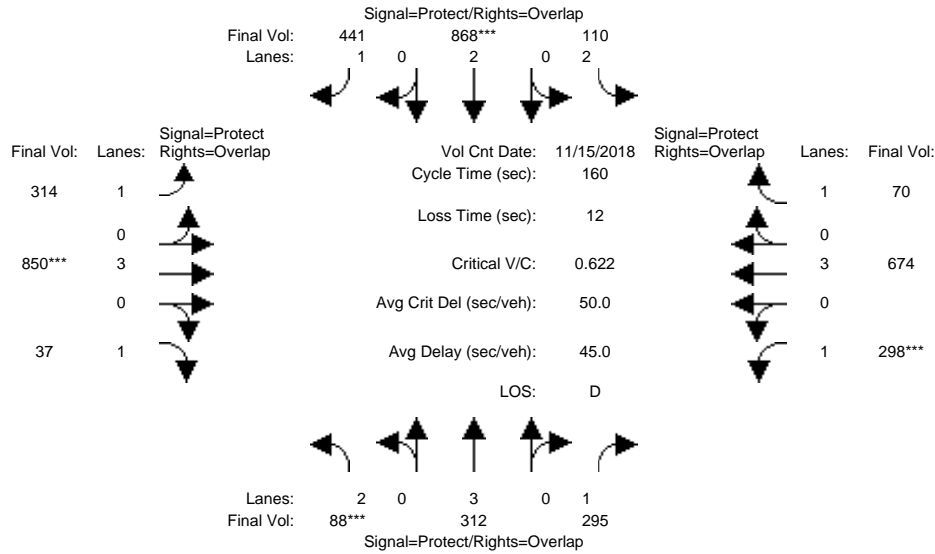 Signal=Protect/Rights=Overlap
Final Vol: 441 868*** 110
Lanes: 1 0 2 0 2
Signal=Protect
Final Vol: Lanes: Rights=Overlap
Vol Cnt Date: 11/15/2018
Signal=Protect
Rights=Overlap Lanes: Final Vol:
Cycle Time (sec): 160
314 1
1 70
Loss Time (sec): 12
0
0
850*** 3
Critical V/C: 0.622
3 674
0
Avg Crit Del (sec/veh): 50.0
0
37 1
Avg Delay (sec/veh): 45.0
1 298***
LOS: D
Lanes: 2 0 3 0 1
Final Vol: 88*** 312 295
Signal=Protect/Rights=Overlap